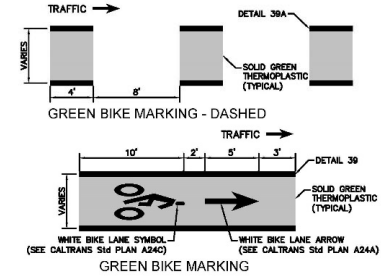 TRAFFIC
DETAIL 39A
VARIES
SOLID GREEN
THERMOPLASTIC
(TYPICAL)
4'
8'
GREEN BIKE MARKING - DASHED
TRAFFIC
10'
2'
5'
3'
DETAIL 39
VARIES
SOLID GREEN
THERMOPLASTIC
(TYPICAL)
WHITE BIKE LANE SYMBOL
(SEE CALTRANS Std PLAN A24C)
WHITE BIKE LANE ARROW
(SEE CALTRANS Std PLAN A24A)
GREEN BIKE MARKING